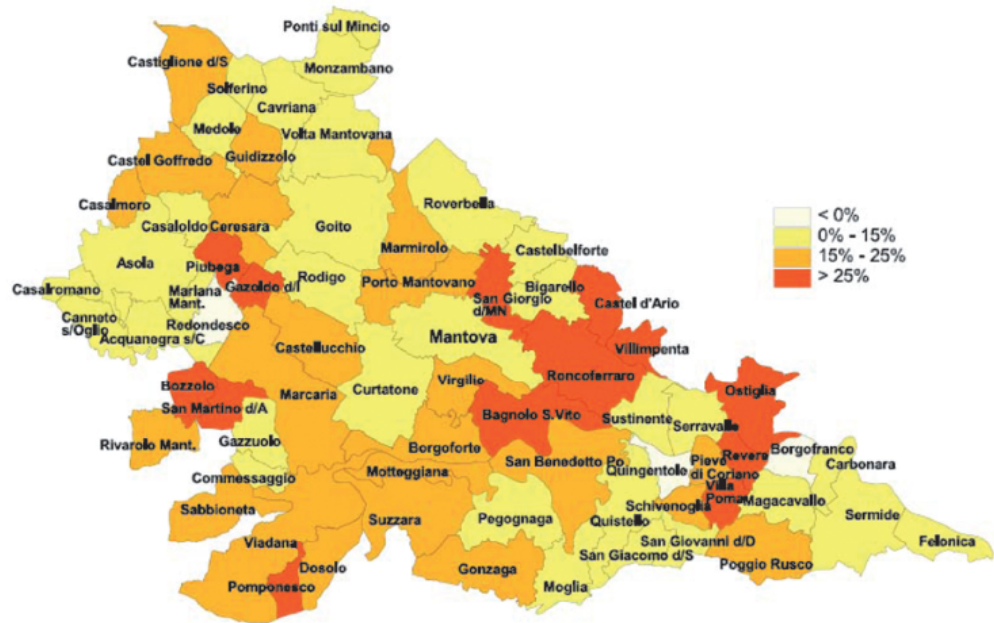 Ponti sul Mincio
Castiglione d/S
Monzambano
Solferino
Cavriana
Medole
Volta Mantovana
Castel Goffredo
Guidizzolo
Casalmoro
Roverbella
Casaloldo
Ceresara
Goito
< 0%
0% - 15%
15% - 25%
> 25%
Marmirolo
Castelbelforte
Asola
Piubega
Rodigo
Porto Mantovano
Bigarello
Casalromano
Mariana
Mant.
Gazoldo d/I
San Giorgio
d/MN
Castel d'Ario
Canneto
s/Oglio
Redondesco
Acquanegra s/C
Mantova
Castellucchio
Villimpenta
Bozzolo
Marcaria
Curtatone
Virgilio
Roncoferraro
Ostiglia
San Martino d/A
Bagnolo S.Vito
Sustinente
Serravalle
Rivarolo Mant.
Gazzuolo
Borgoforte
San Benedetto Po
Revere
Borgofranco
Commessaggio
Motteggiana
Quingentole
Pieve
di Coriano
Carbonara
Sabbioneta
Villa
Poma
Magacavallo
Schivenoglia
Suzzara
Pegognaga
Quistello
Sermide
Viadana
San Giovanni d/D
Felonica
Dosolo
San Giacomo d/S
Poggio Rusco
Pomponesco
Gonzaga
Moglia